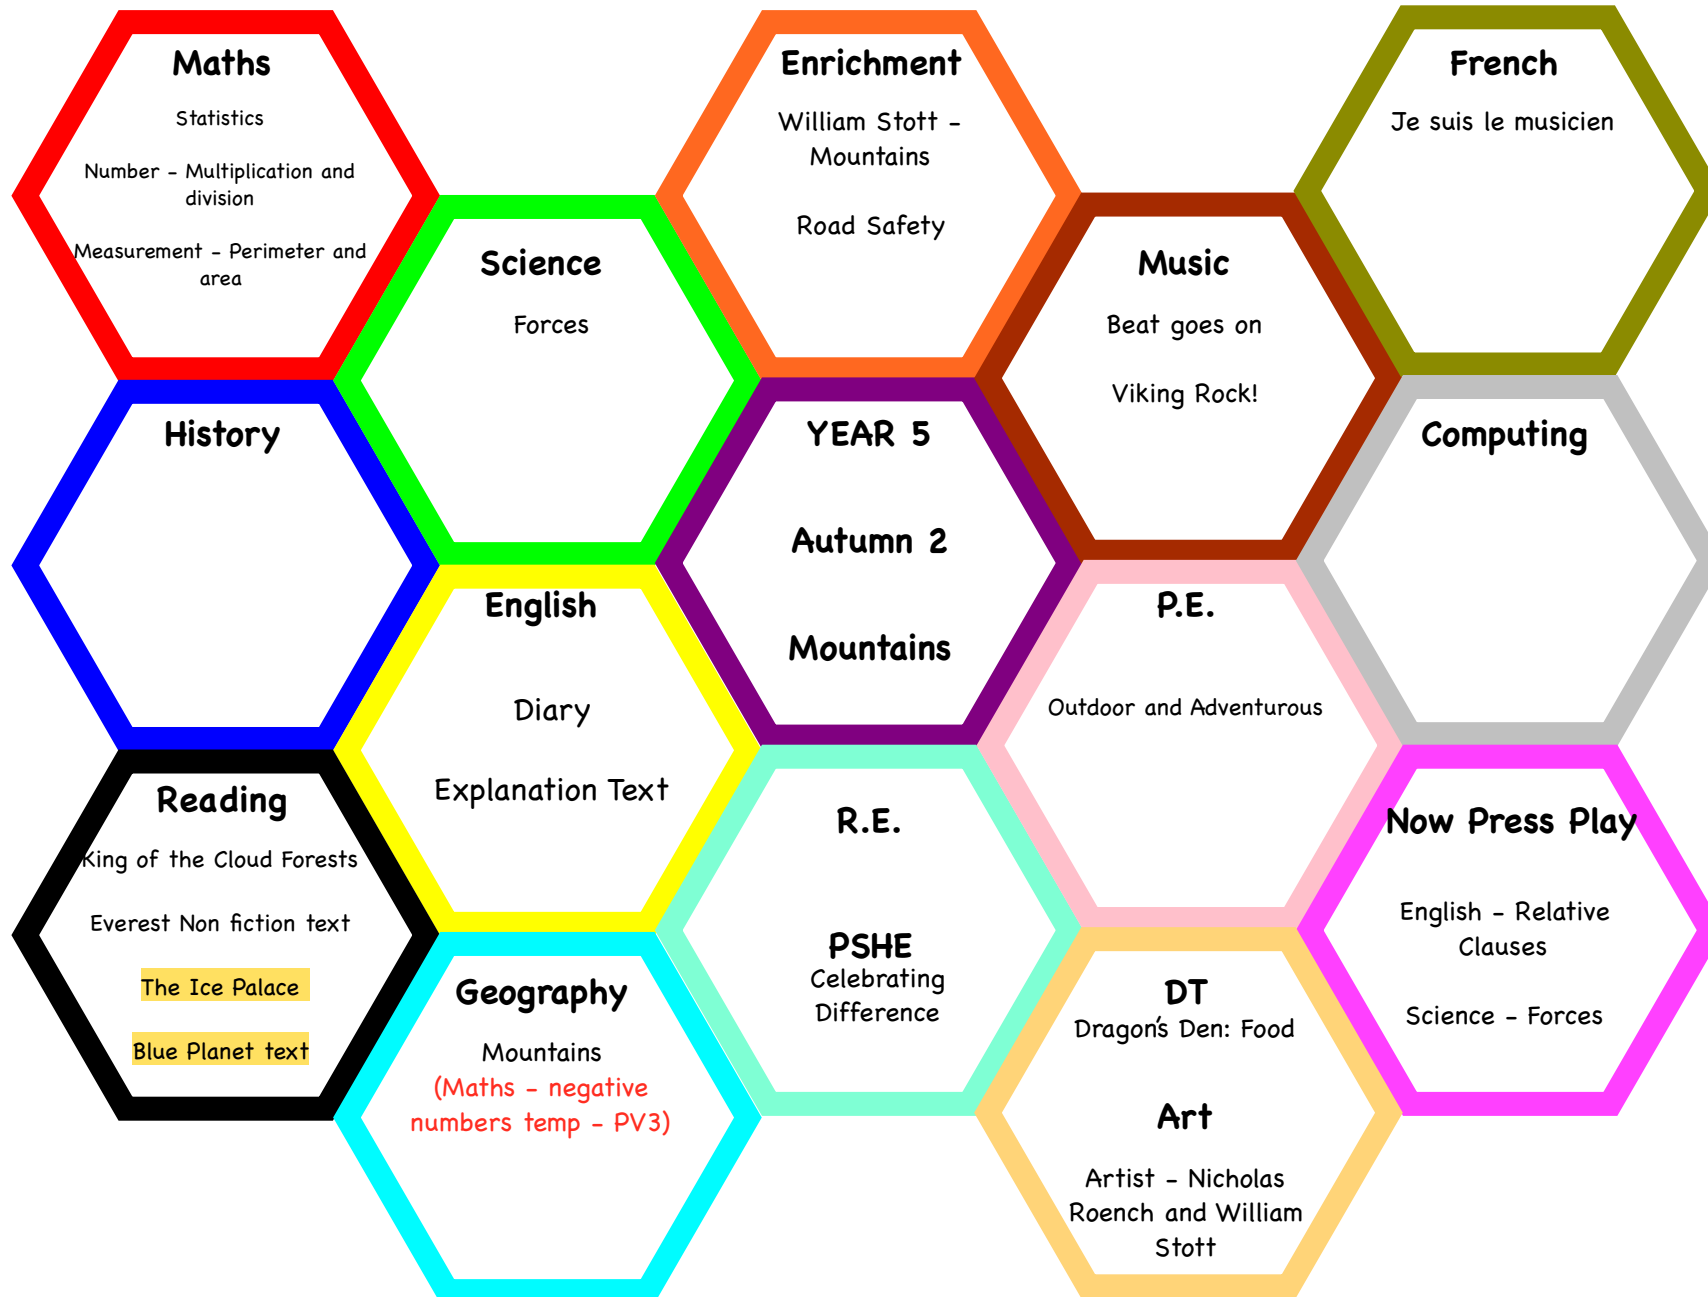 Maths
Statistics
Number - Multiplication and
division
Measurement - Perimeter and
area
Enrichment
William Stott -
Mountains
Road Safety
French
Je suis le musicien
Science
Forces
Music
Beat goes on
Viking Rock!
History
YEAR 5
Autumn 2
Mountains
Computing
English
Diary
Explanation Text
P.E.
Outdoor and Adventurous
Reading
King of the Cloud Forests
Everest Non fiction text
The Ice Palace
Blue Planet text
R.E.
PSHE
Celebrating
Difference
Now Press Play
English - Relative
Clauses
Science - Forces
Geography
Mountains
(Maths - negative
numbers temp - PV3)
DT
Dragon's Den: Food
Art
Artist - Nicholas
Roench and William
Stott